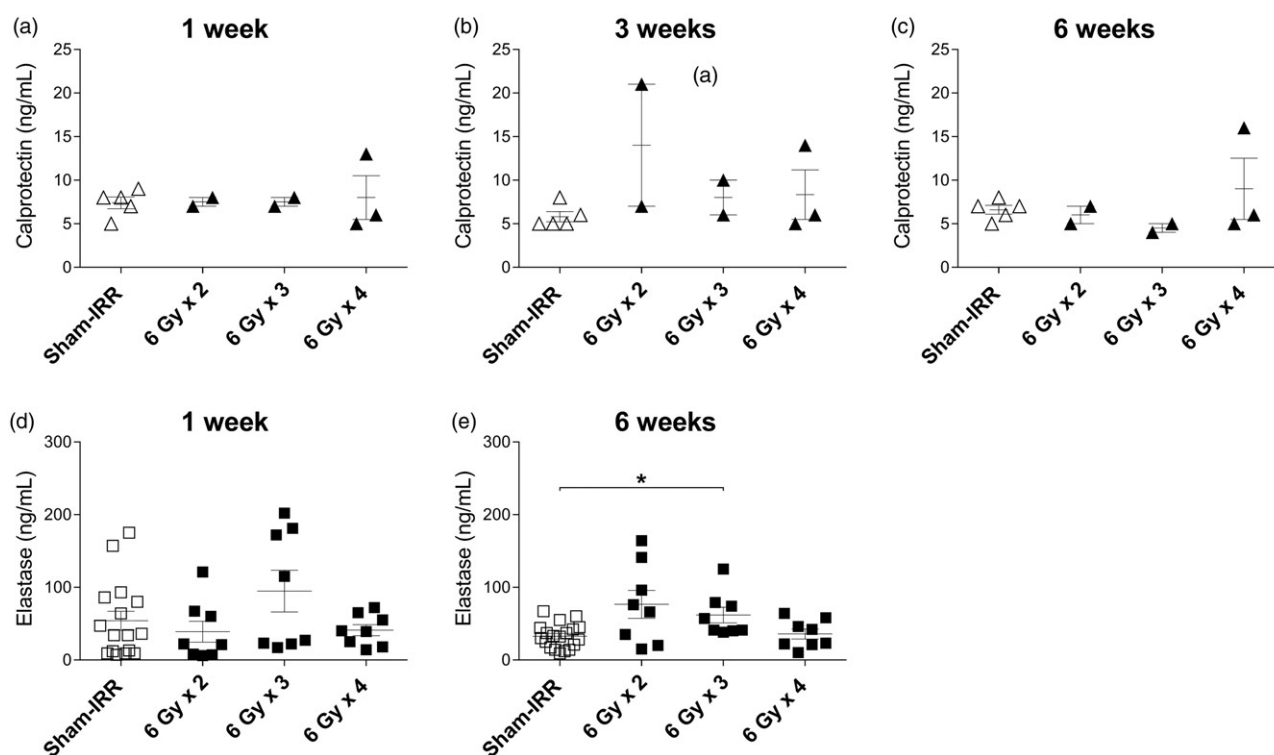 (a)
1 week
Calprotectin (ng/mL)
25
20
15
10
5
0
Sham-IRR
6 Gy x 2
6 Gy x 3
6 Gy x 4
(b)
3 weeks
(a)
Calprotectin (ng/mL)
25
20
15
10
5
0
Sham-IRR
6 Gy x 2
6 Gy x 3
6 Gy x 4
(c)
6 weeks
Calprotectin (ng/mL)
25
20
15
10
5
0
Sham-IRR
6 Gy x 2
6 Gy x 3
6 Gy x 4
(d)
1 week
Elastase (ng/mL)
300
200
100
0
Sham-IRR
6 Gy x 2
6 Gy x 3
6 Gy x 4
(e)
6 weeks
Elastase (ng/mL)
300
200
100
0
*
Sham-IRR
6 Gy x 2
6 Gy x 3
6 Gy x 4